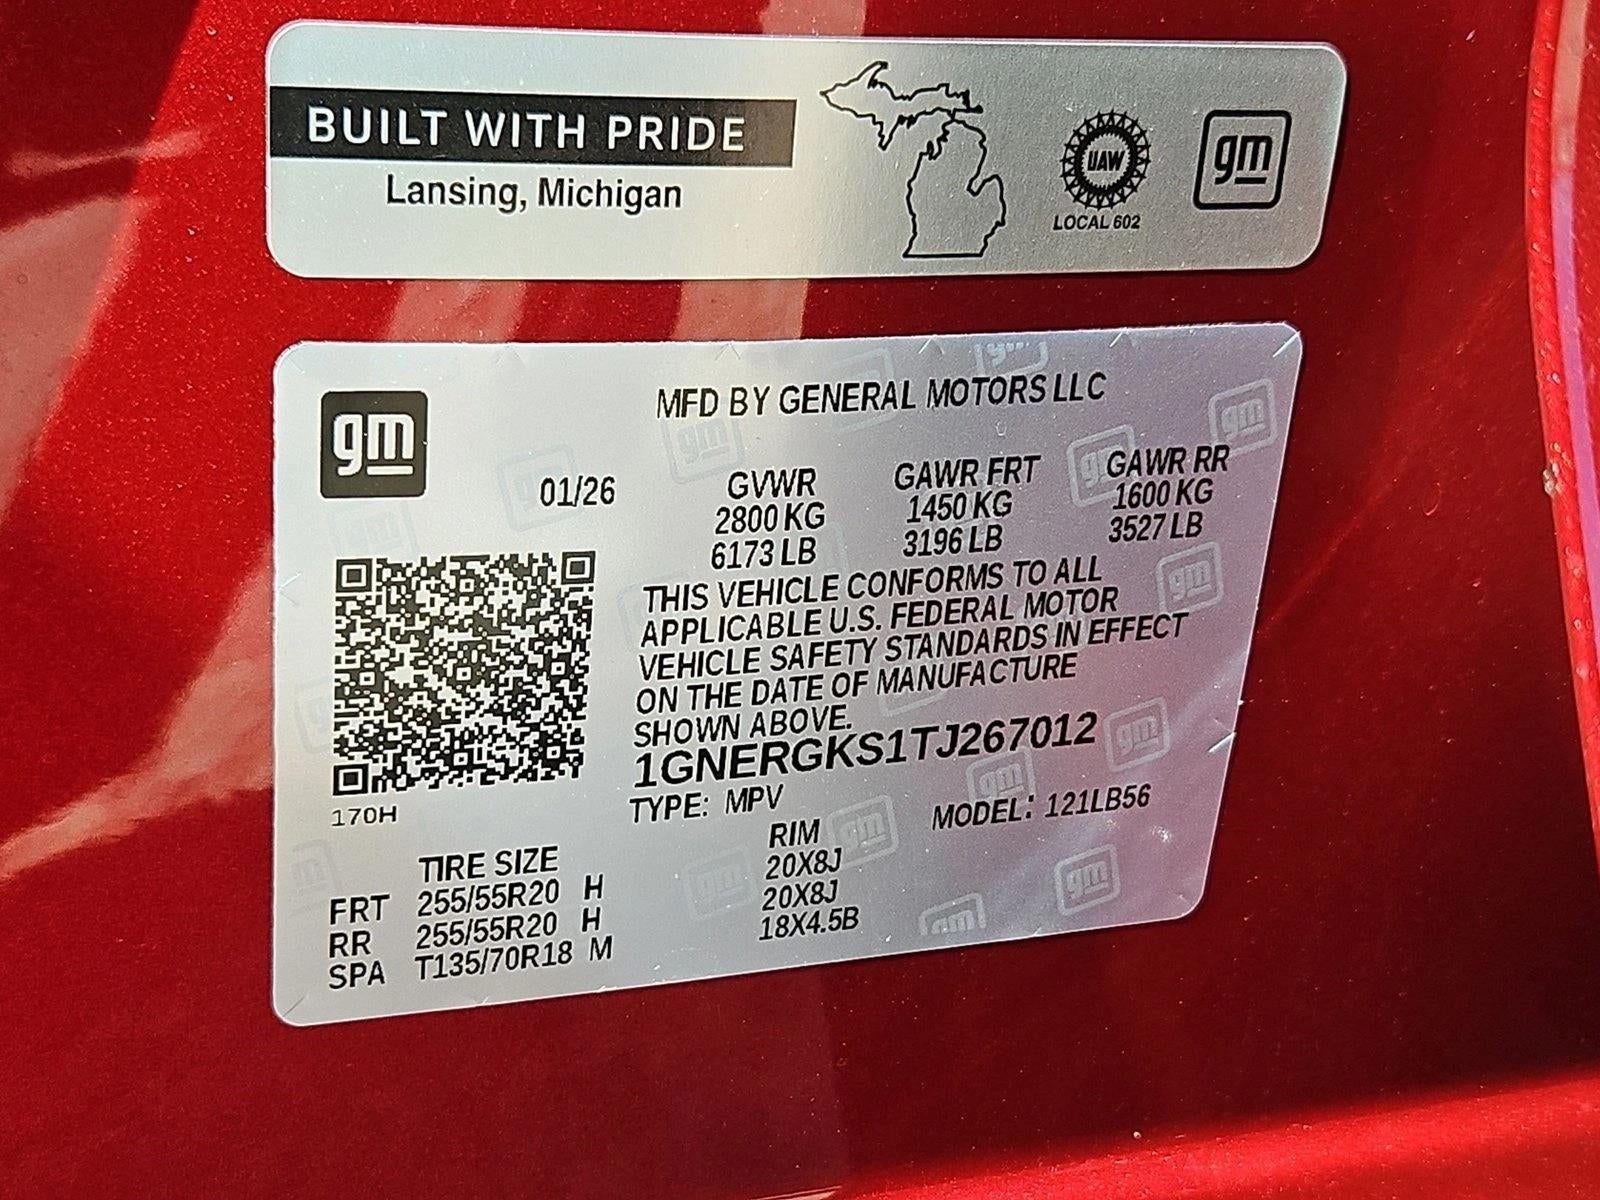 BUILT WITH PRIDE
Lansing, Michigan
UAW
LOCAL 602
gm
gm
MFD BY GENERAL MOTORS LLC
01/26
GVWR GAWR FRT GAWR RR
2800 KG 1450 KG 1600 KG
6173 LB 3196 LB 3527 LB
THIS VEHICLE CONFORMS TO ALL
APPLICABLE U.S. FEDERAL MOTOR
VEHICLE SAFETY STANDARDS IN EFFECT
ON THE DATE OF MANUFACTURE
SHOWN ABOVE.
1GNERGKS1TJ267012
170H
TYPE: MPV MODEL: 121LB56
TIRE SIZE RIM
FRT 255/55R20 H 20X8J
RR 255/55R20 H 20X8J
SPA T135/70R18 M 18X4.5B